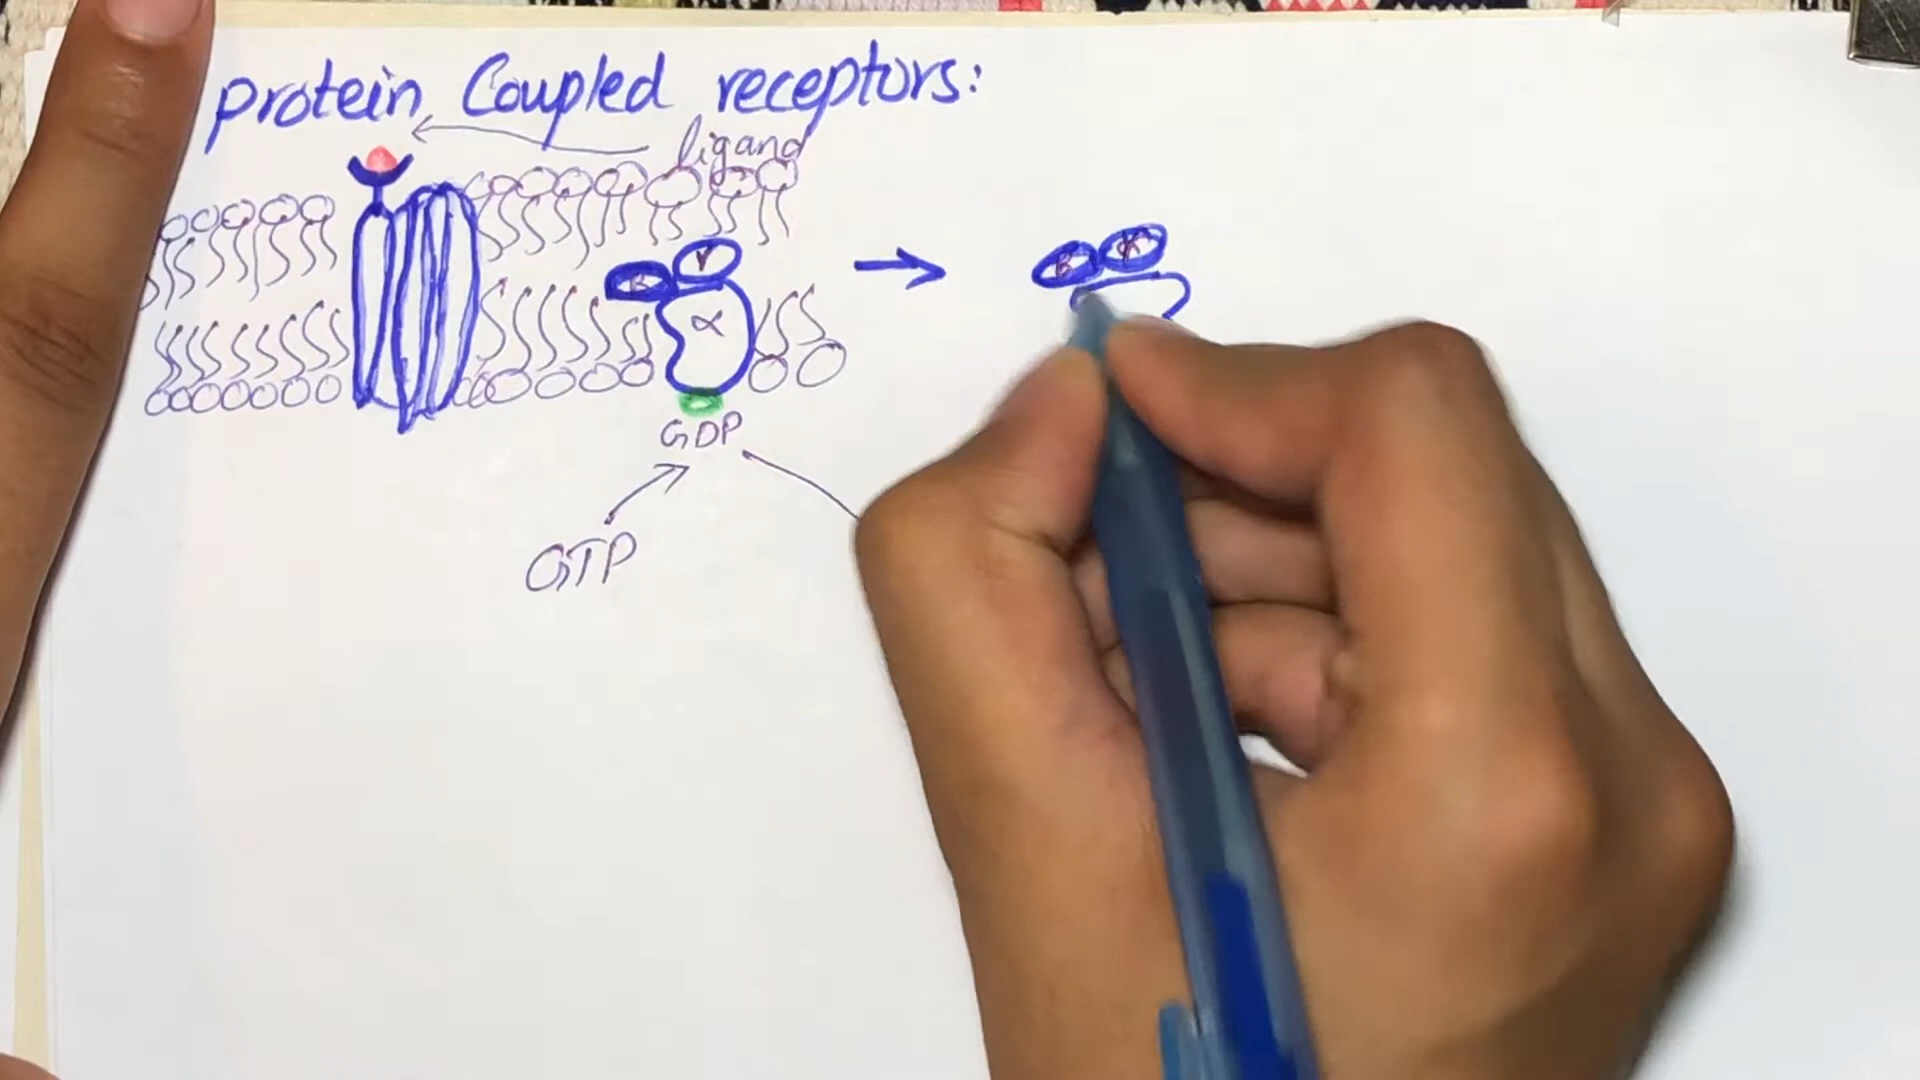 protein Coupled receptors:
ligand
γ
α
GDP
GTP